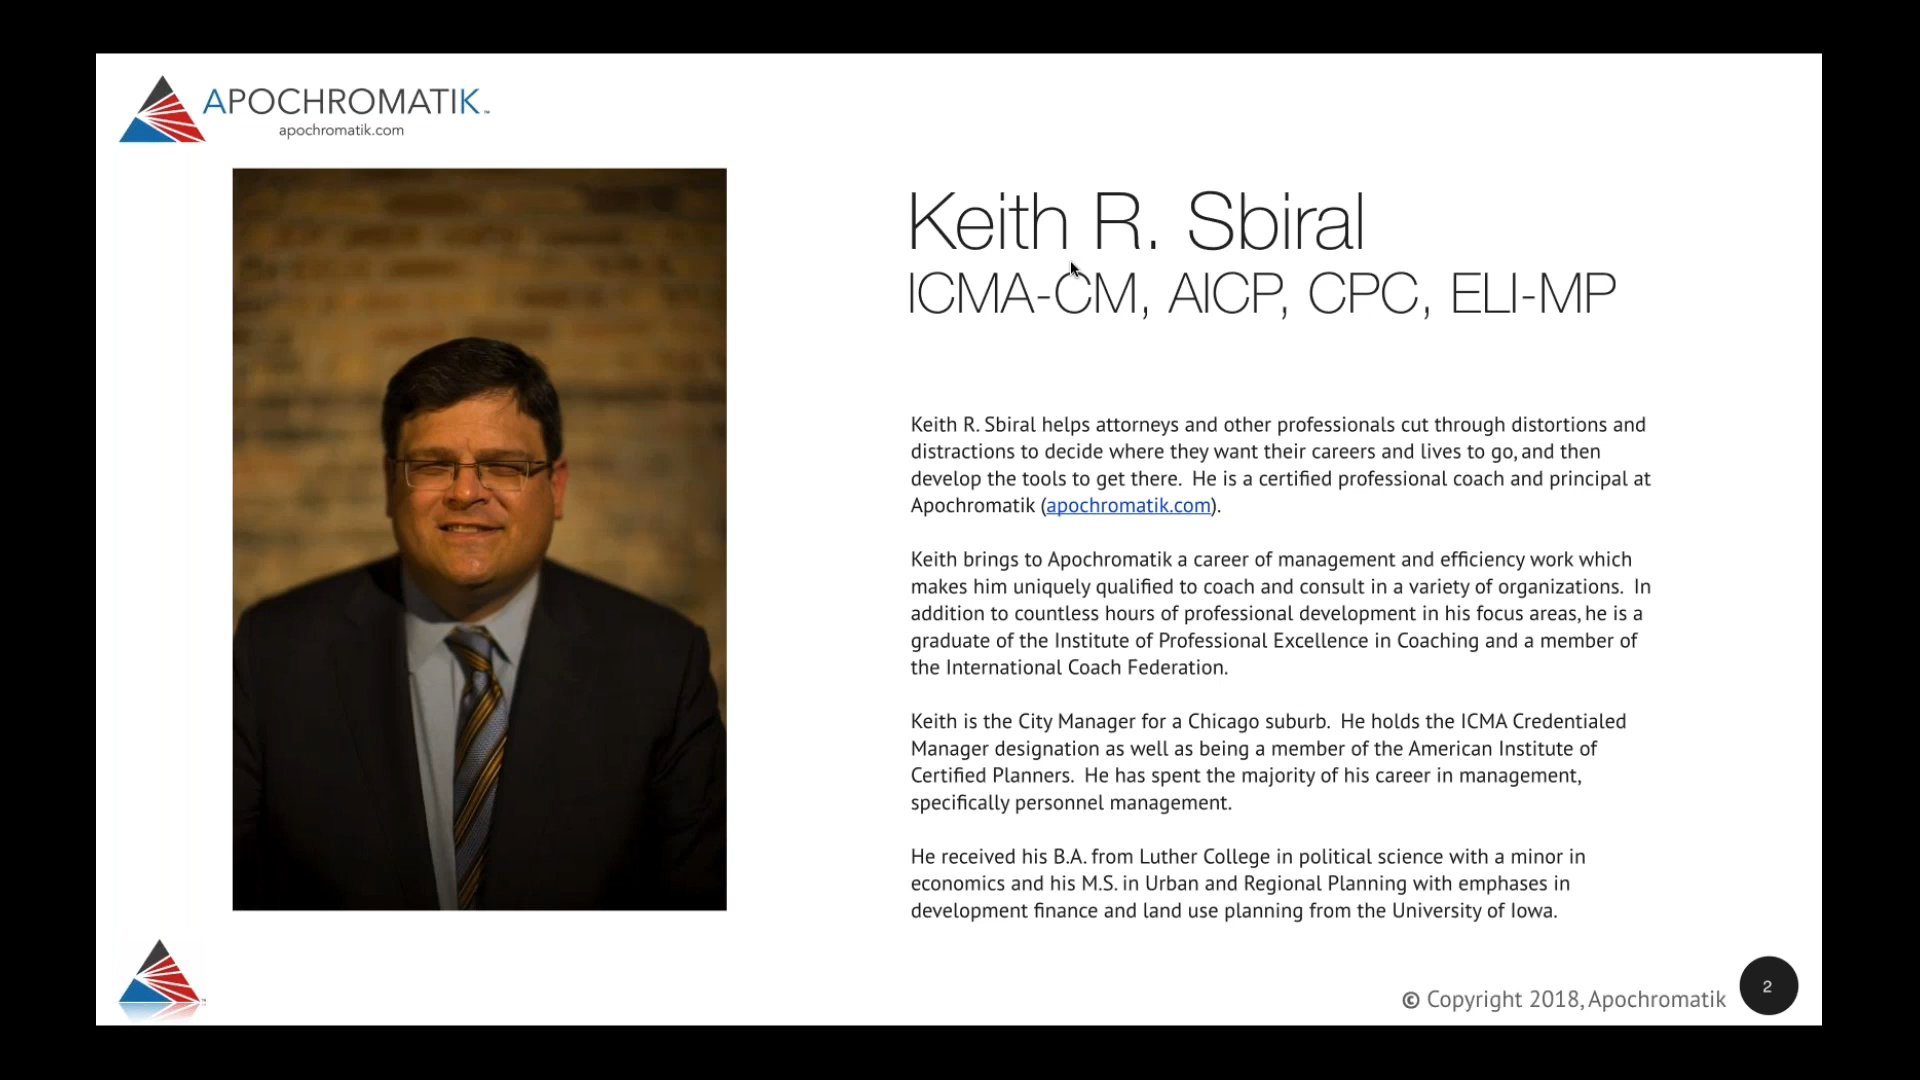 APOCHROMATIK™
apochromatik.com
Keith R. Sbiral
ICMA-CM, AICP, CPC, ELI-MP
Keith R. Sbiral helps attorneys and other professionals cut through distortions and
distractions to decide where they want their careers and lives to go, and then
develop the tools to get there. He is a certified professional coach and principal at
Apochromatik (apochromatik.com).
Keith brings to Apochromatik a career of management and efficiency work which
makes him uniquely qualified to coach and consult in a variety of organizations. In
addition to countless hours of professional development in his focus areas, he is a
graduate of the Institute of Professional Excellence in Coaching and a member of
the International Coach Federation.
Keith is the City Manager for a Chicago suburb. He holds the ICMA Credentialed
Manager designation as well as being a member of the American Institute of
Certified Planners. He has spent the majority of his career in management,
specifically personnel management.
He received his B.A. from Luther College in political science with a minor in
economics and his M.S. in Urban and Regional Planning with emphases in
development finance and land use planning from the University of Iowa.
© Copyright 2018, Apochromatik
2